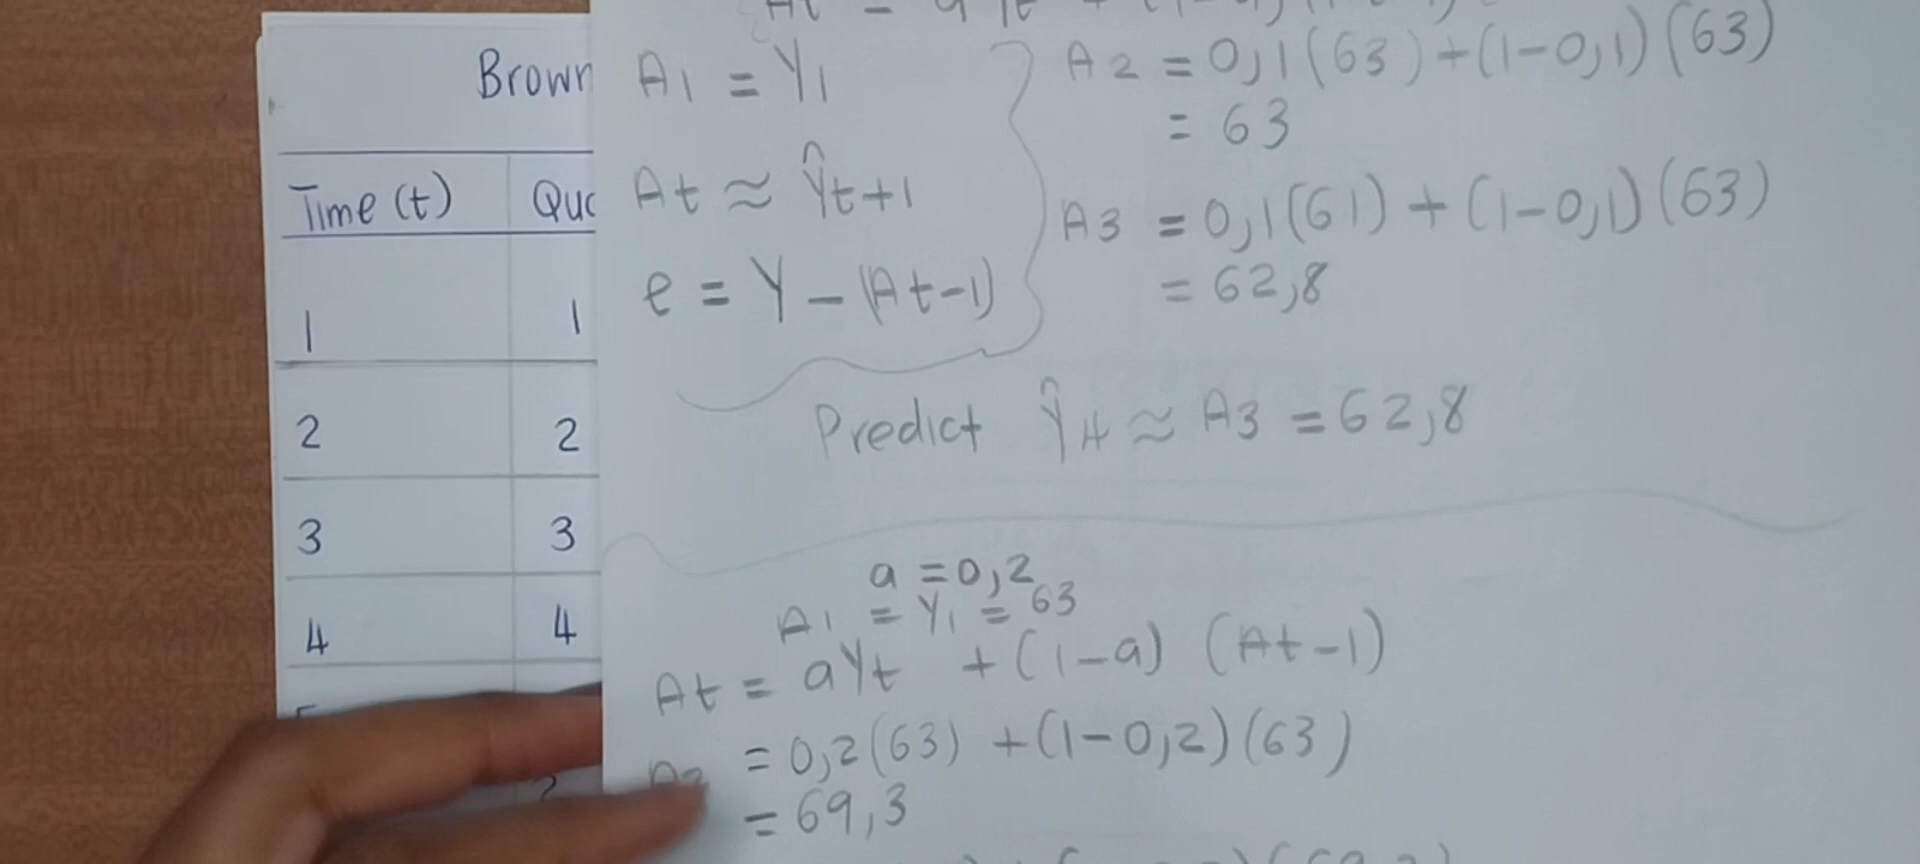 Brown
Time (t) Qua
1 1
2 2
3 3
4 4
A1 = Y1
At ≈ Ŷt+1
e = Y − (At−1)
A2 = 0,1(63) + (1−0,1)(63)
= 63
A3 = 0,1(61) + (1−0,1)(63)
= 62,8
Predict Ŷ4 ≈ A3 = 62,8
a = 0,2
A1 = Y1 = 63
At = aYt + (1−a) (At−1)
= 0,2(63) + (1−0,2)(63)
= 69,3